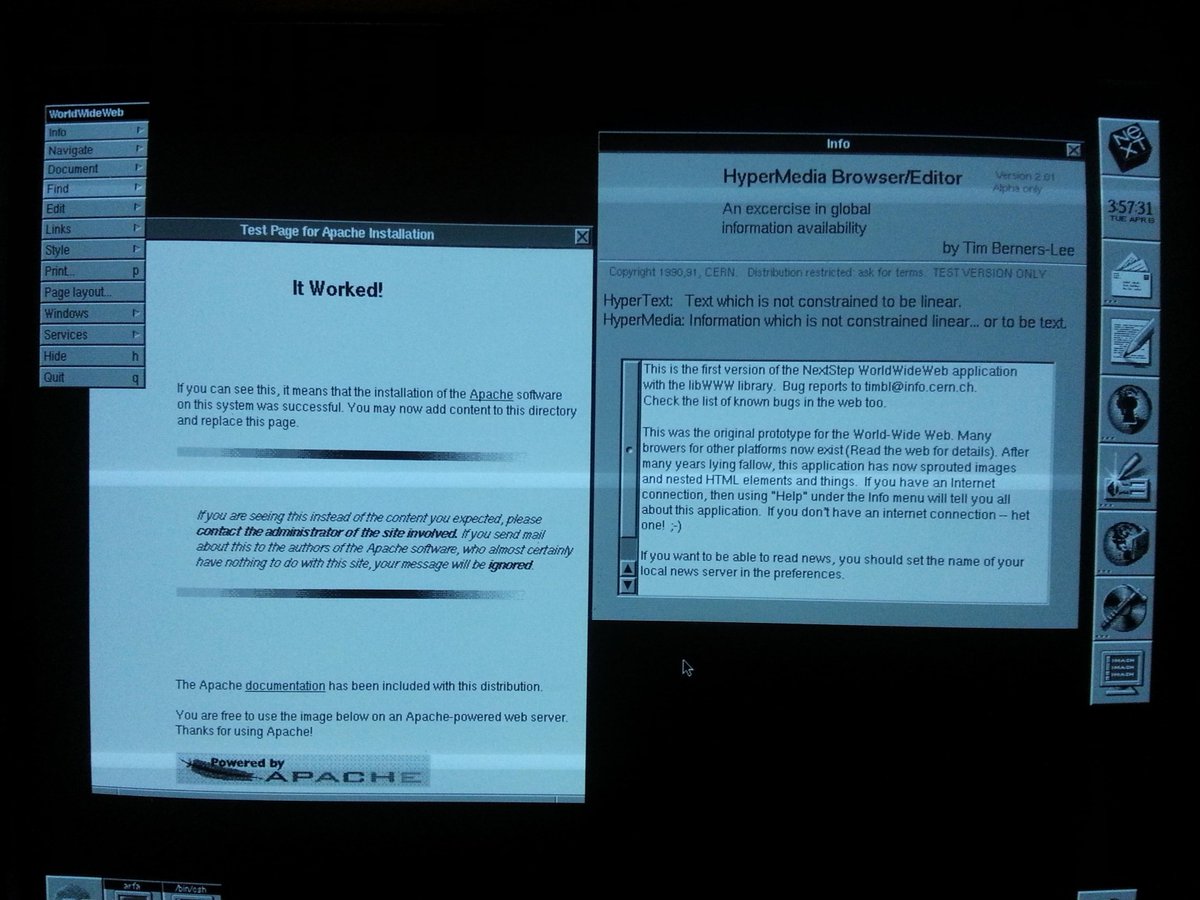 WorldWideWeb
Info
Navigate
Document
Find
Edit
Links
Style
Print... p
Page layout...
Windows
Services
Hide h
Quit q
Test Page for Apache Installation
It Worked!
If you can see this, it means that the installation of the Apache software
on this system was successful. You may now add content to this directory
and replace this page.
If you are seeing this instead of the content you expected, please
contact the administrator of the site involved. If you send mail
about this to the authors of the Apache software, who almost certainly
have nothing to do with this site, your message will be ignored.
The Apache documentation has been included with this distribution.
You are free to use the image below on an Apache-powered web server.
Thanks for using Apache!
Powered by
APACHE
Info
HyperMedia Browser/Editor
Version 2.01
Alpha only
An excercise in global
information availability
by Tim Berners-Lee
Copyright 1990,91, CERN. Distribution restricted: ask for terms. TEST VERSION ONLY
HyperText: Text which is not constrained to be linear.
HyperMedia: Information which is not constrained linear... or to be text.
This is the first version of the NextStep WorldWideWeb application
with the libWWW library. Bug reports to timbl@info.cern.ch.
Check the list of known bugs in the web too.
This was the original prototype for the World-Wide Web. Many
browers for other platforms now exist (Read the web for details). After
many years lying fallow, this application has now sprouted images
and nested HTML elements and things. If you have an Internet
connection, then using "Help" under the Info menu will tell you all
about this application. If you don't have an internet connection -- het
one! ;-)
If you want to be able to read news, you should set the name of your
local news server in the preferences.
NeXT
3:57:31
TUE APR
/bin/csh